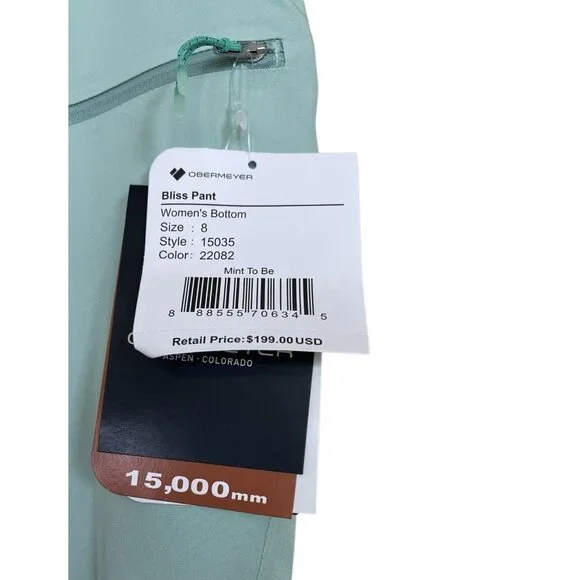 OBERMEYER
Bliss Pant
Women's Bottom
Size : 8
Style : 15035
Color : 22082
Mint To Be
8 88555 70634 5
Retail Price:$199.00 USD
ASPEN · COLORADO
15,000mm